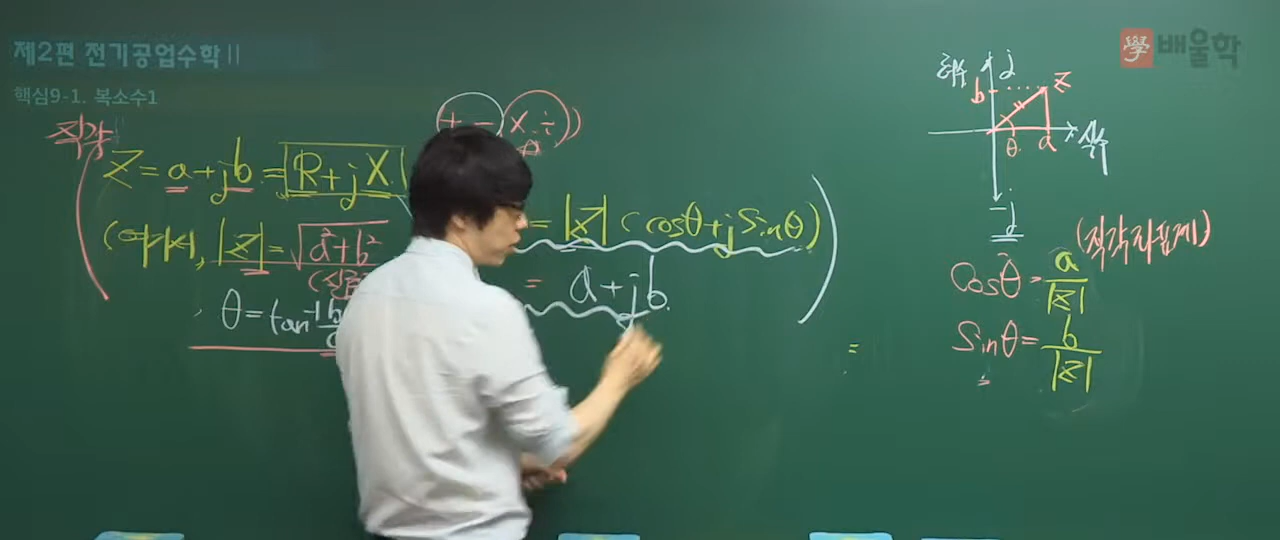 제2편 전기공업수학 II
핵심9-1. 복소수1
學 배울학
직각
+ - × ÷
Z = a + jb = R + jX
(여기서, |Z| = √a²+b²
θ = tan⁻¹ b
= |Z| (cosθ + j sinθ)
= a + jb.
=
허수 j
b Z
θ a 실수
-j
(직각좌표계)
cosθ = a/|Z|
sinθ = b/|Z|